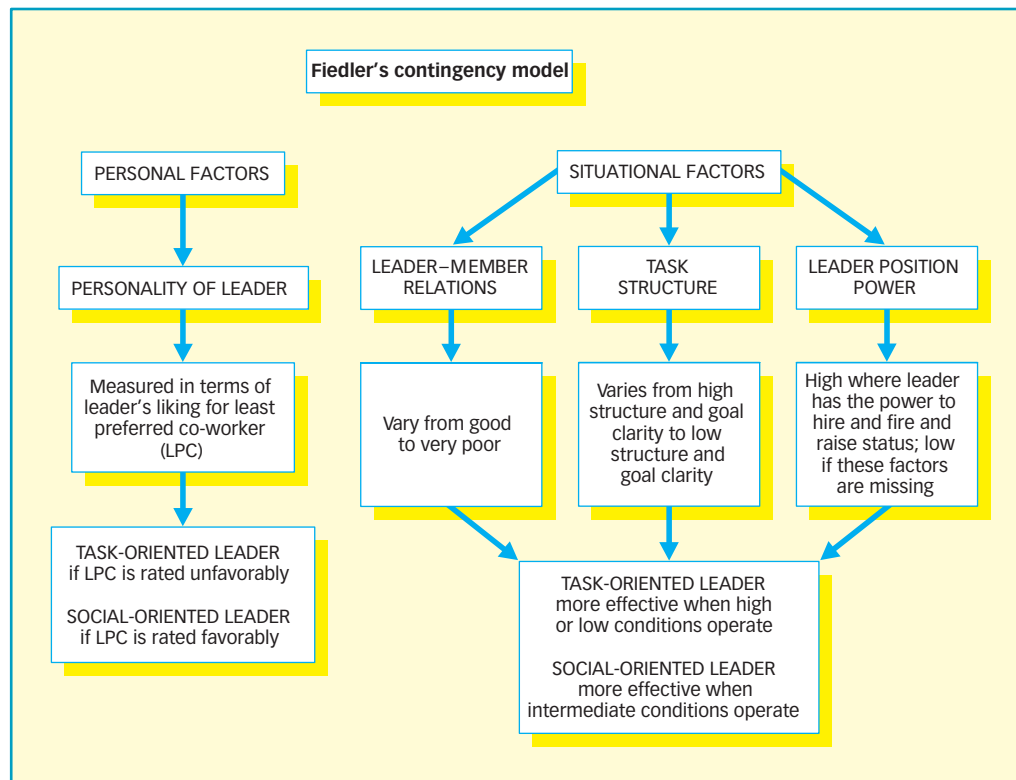 Fiedler's contingency model
PERSONAL FACTORS
PERSONALITY OF LEADER
Measured in terms of
leader's liking for least
preferred co-worker
(LPC)
TASK-ORIENTED LEADER
if LPC is rated unfavorably
SOCIAL-ORIENTED LEADER
if LPC is rated favorably
SITUATIONAL FACTORS
LEADER–MEMBER
RELATIONS
Vary from good
to very poor
TASK
STRUCTURE
Varies from high
structure and goal
clarity to low
structure and
goal clarity
LEADER POSITION
POWER
High where leader
has the power to
hire and fire and
raise status; low
if these factors
are missing
TASK-ORIENTED LEADER
more effective when high
or low conditions operate
SOCIAL-ORIENTED LEADER
more effective when
intermediate conditions operate